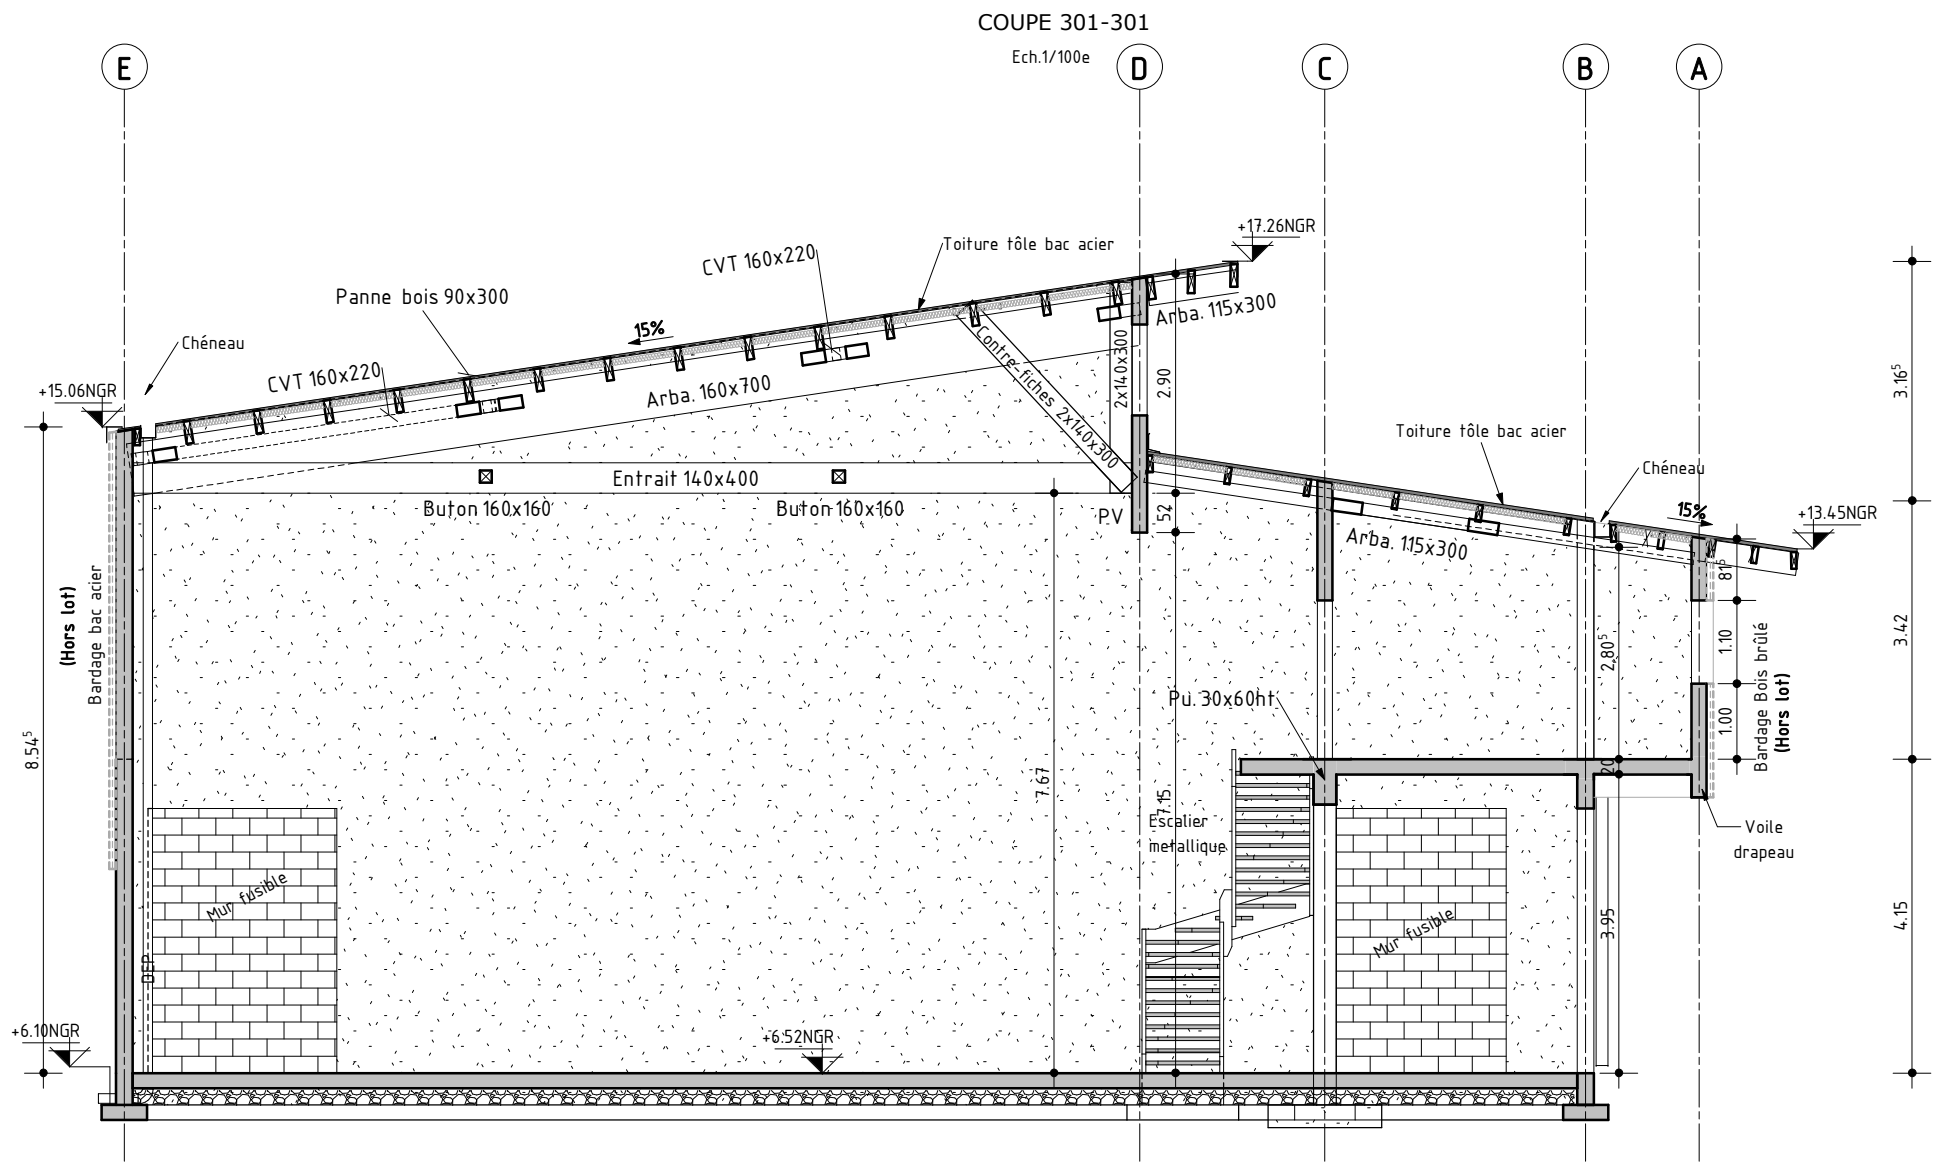 COUPE 301-301
Ech.1/100e
E
D
C
B
A
+17.26NGR
Toiture tôle bac acier
CVT 160x220
Panne bois 90x300
15%
Arba. 115x300
Chéneau
CVT 160x220
Arba. 160x700
Contre-fiches 2x140x300
2x140x300
2.90
3.16⁵
+15.06NGR
Toiture tôle bac acier
Chéneau
Entrait 140x400
Buton 160x160
Buton 160x160
PV
52
Arba. 115x300
15%
+13.45NGR
81⁵
(Hors lot)
Bardage bac acier
2,80⁵
1.10
3.42
Bardage Bois brûlé
(Hors lot)
1.00
Pu. 30x60ht
8.54⁵
7.67
7.15
20
Escalier
metallique
Voile
drapeau
Mur fusible
Mur fusible
3.95
4.15
DEP
+6.10NGR
+6.52NGR